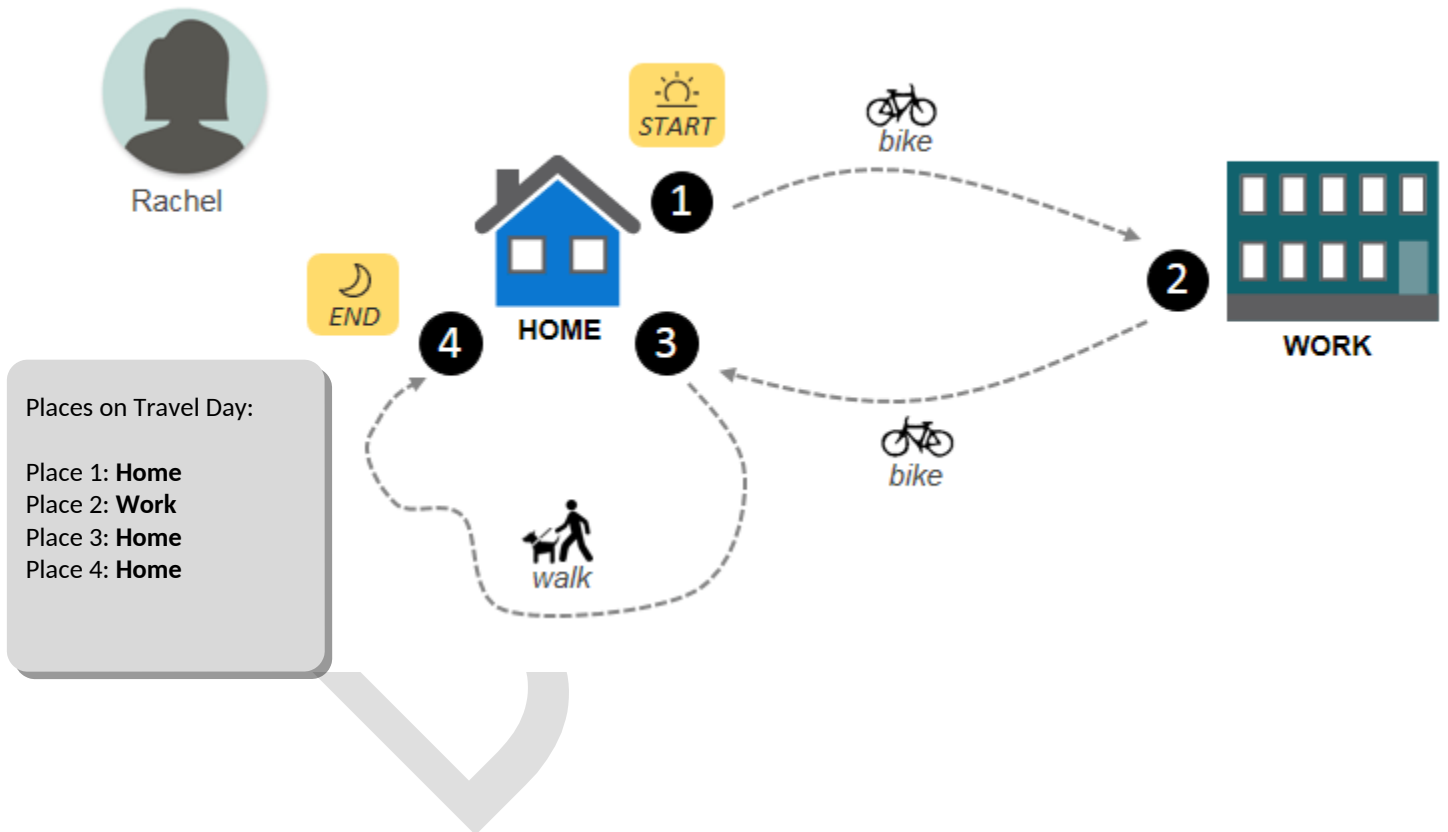 Rachel
START
1
bike
2
WORK
HOME
END
4
3
bike
walk
Places on Travel Day:
Place 1: Home
Place 2: Work
Place 3: Home
Place 4: Home